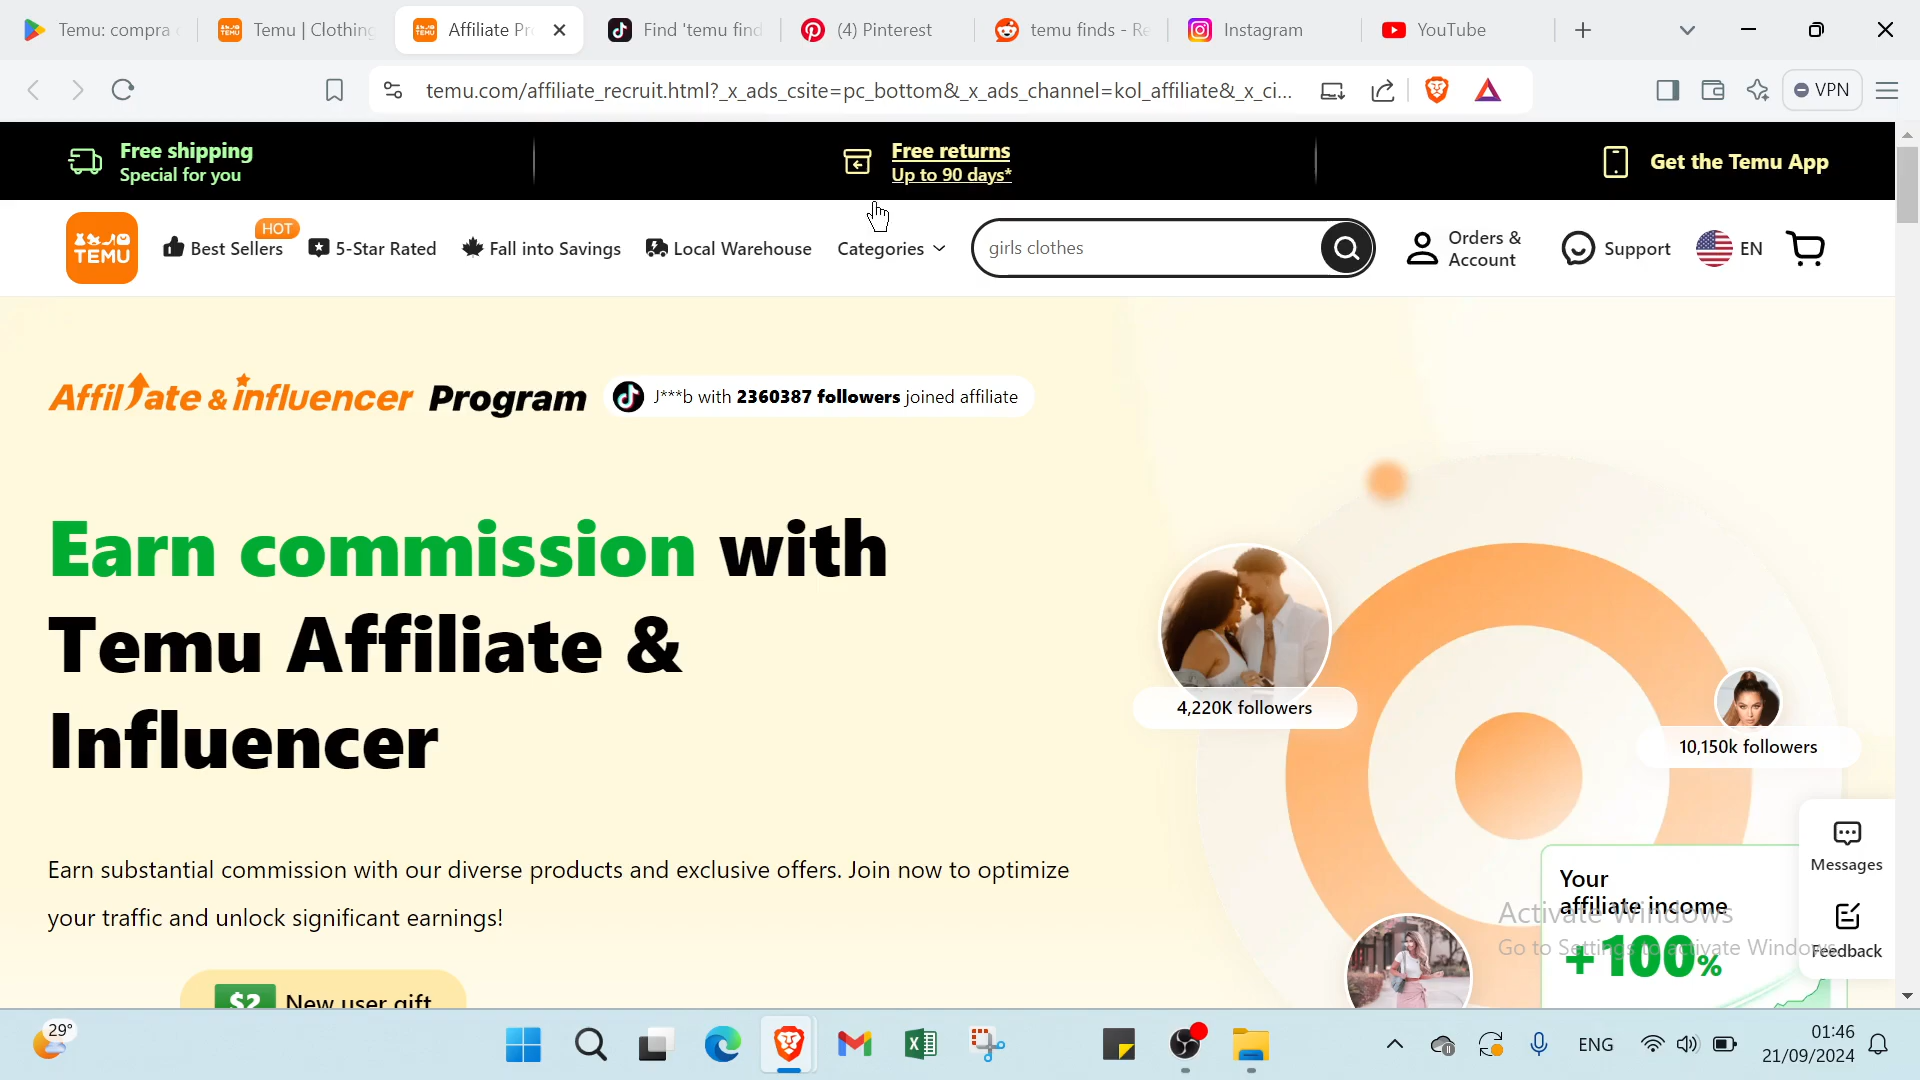 Temu: compra
Temu | Clothing
Affiliate Pr
Find 'temu find
(4) Pinterest
temu finds - Re
Instagram
YouTube
temu.com/affiliate_recruit.html?_x_ads_csite=pc_bottom&_x_ads_channel=kol_affiliate&_x_ci...
VPN
Free shipping
Special for you
Free returns
Up to 90 days*
Get the Temu App
TEMU
Best Sellers
HOT
5-Star Rated
Fall into Savings
Local Warehouse
Categories
girls clothes
Orders &
Account
Support
EN
Affiliate & influencer Program
J***b with 2360387 followers joined affiliate
Earn commission with
Temu Affiliate &
Influencer
4,220K followers
10,150k followers
Earn substantial commission with our diverse products and exclusive offers. Join now to optimize
your traffic and unlock significant earnings!
$2 New user gift
Your
affiliate income
+100%
Messages
Feedback
Activate Windows
Go to Settings to activate Windows.
29°
ENG
01:46
21/09/2024